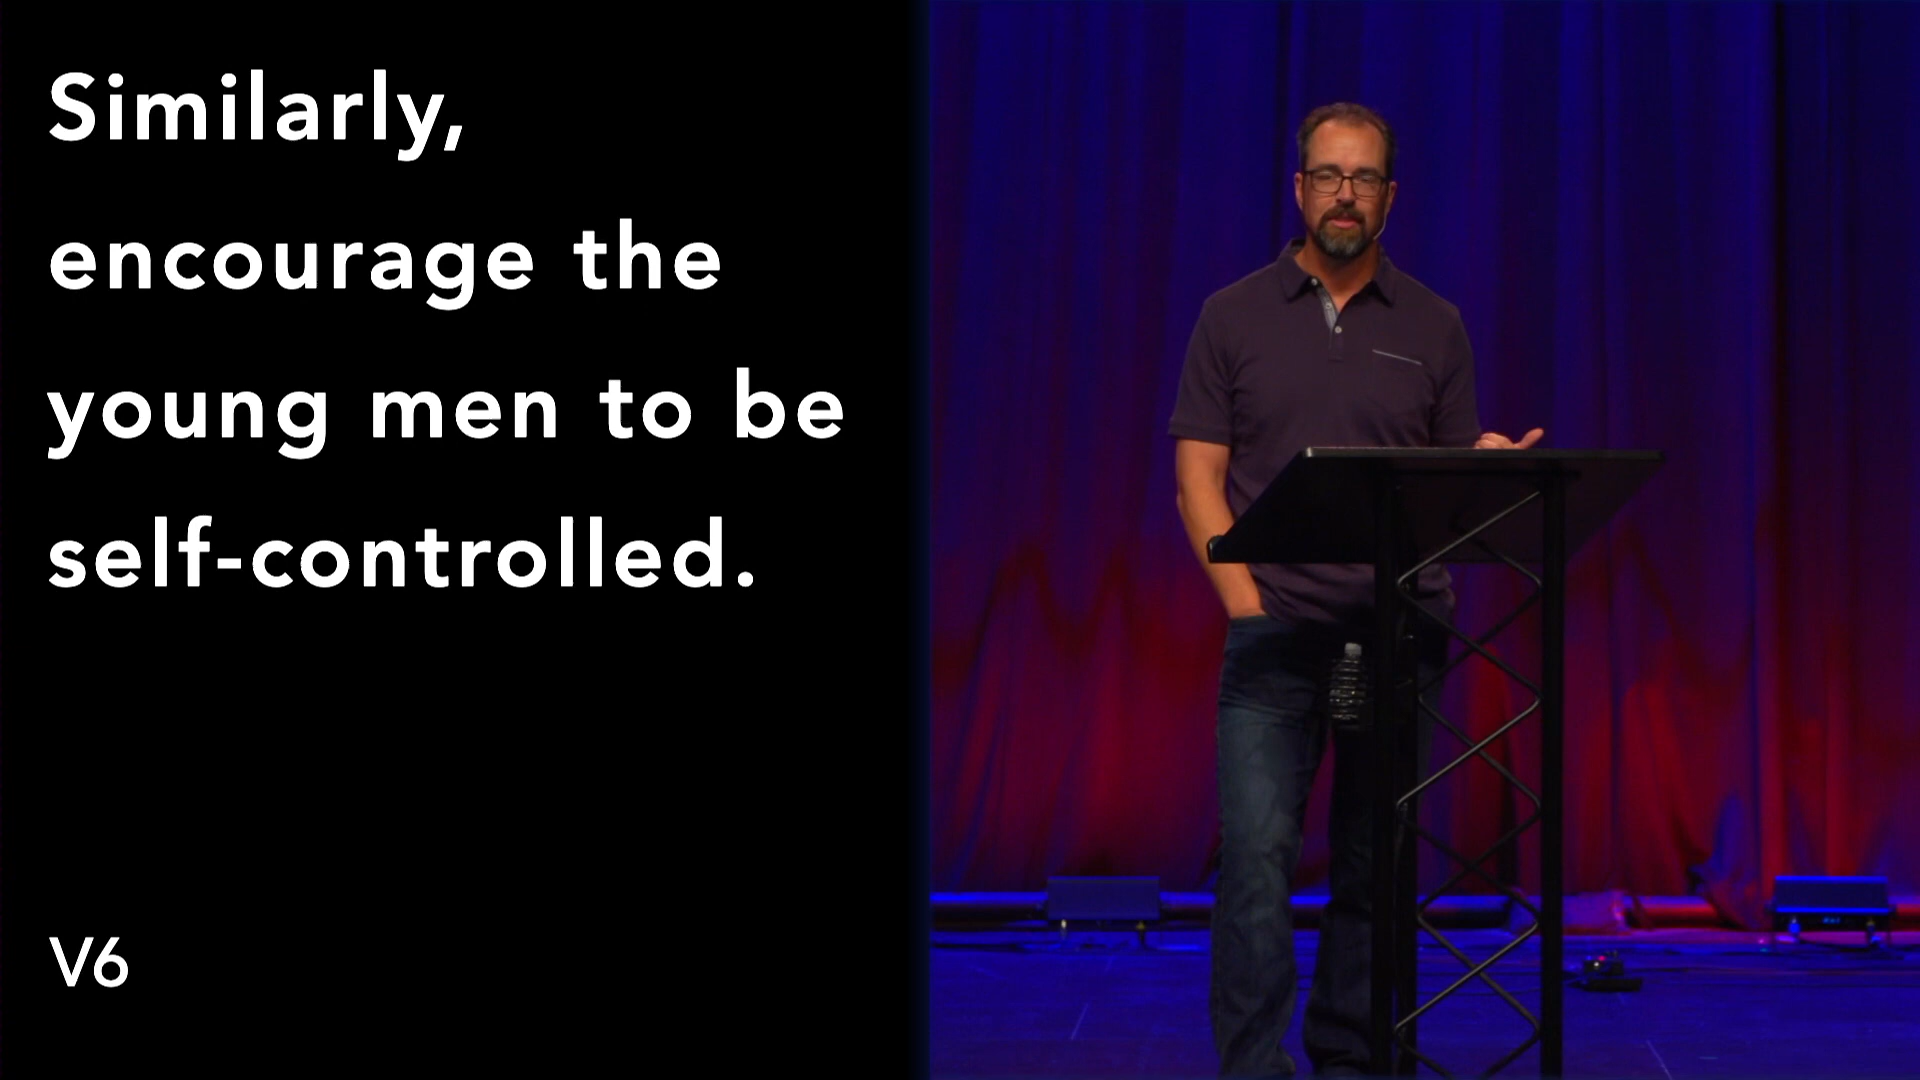 Similarly,
encourage the
young men to be
self-controlled.
V6